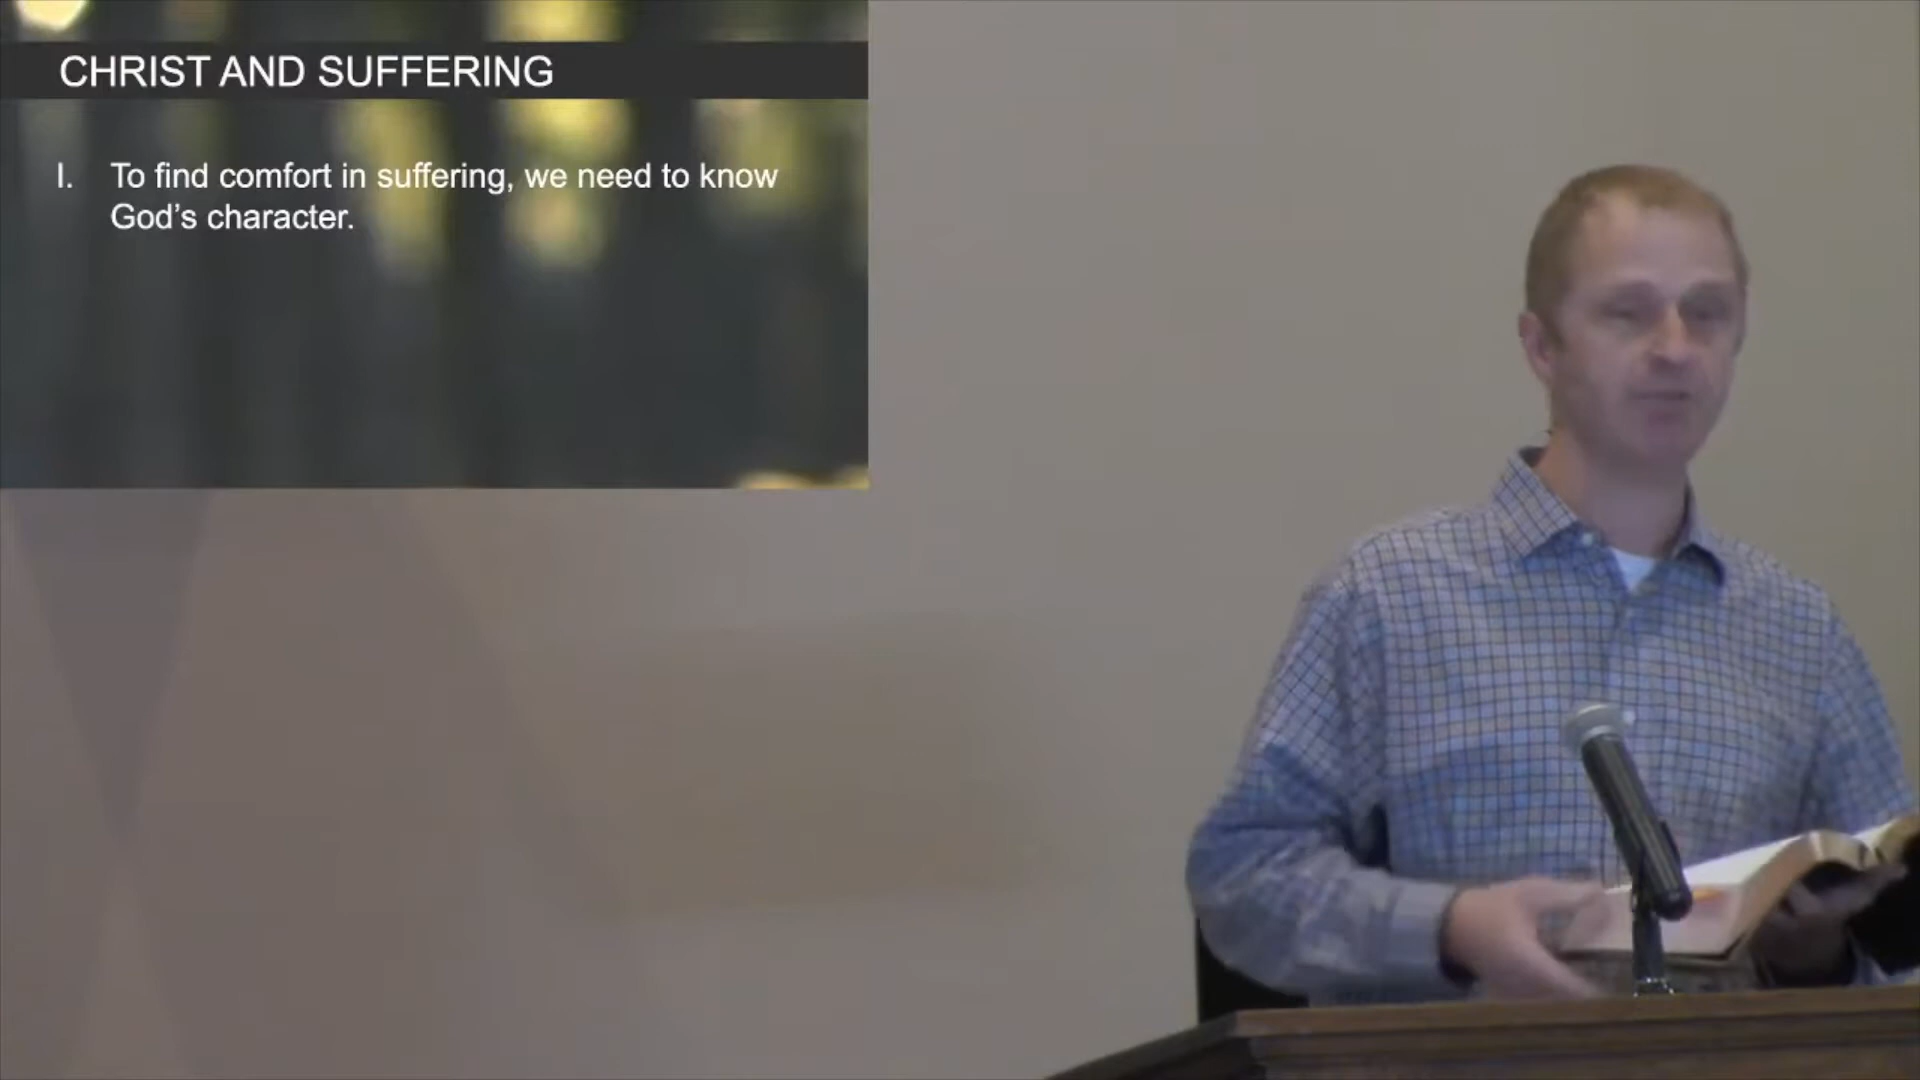 CHRIST AND SUFFERING
I. To find comfort in suffering, we need to know
God’s character.